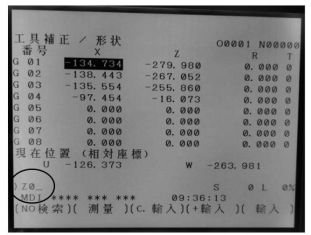 工具補正 / 形状 O0001 N00000
番号 X Z R T
G 01 -134.734 -279.980 0.000 0
G 02 -138.443 -267.052 0.000 0
G 03 -135.554 -255.860 0.000 0
G 04 -97.454 -16.073 0.000 0
G 05 0.000 0.000 0.000 0
G 06 0.000 0.000 0.000 0
G 07 0.000 0.000 0.000 0
G 08 0.000 0.000 0.000 0
現在位置 (相対座標)
U -126.373 W -263.981
)Z0_
S 0 L 0%
MDI **** *** *** 09:36:13
(NO検索)( 測量 )(C.輸入)(+輸入 )( 輸入 )